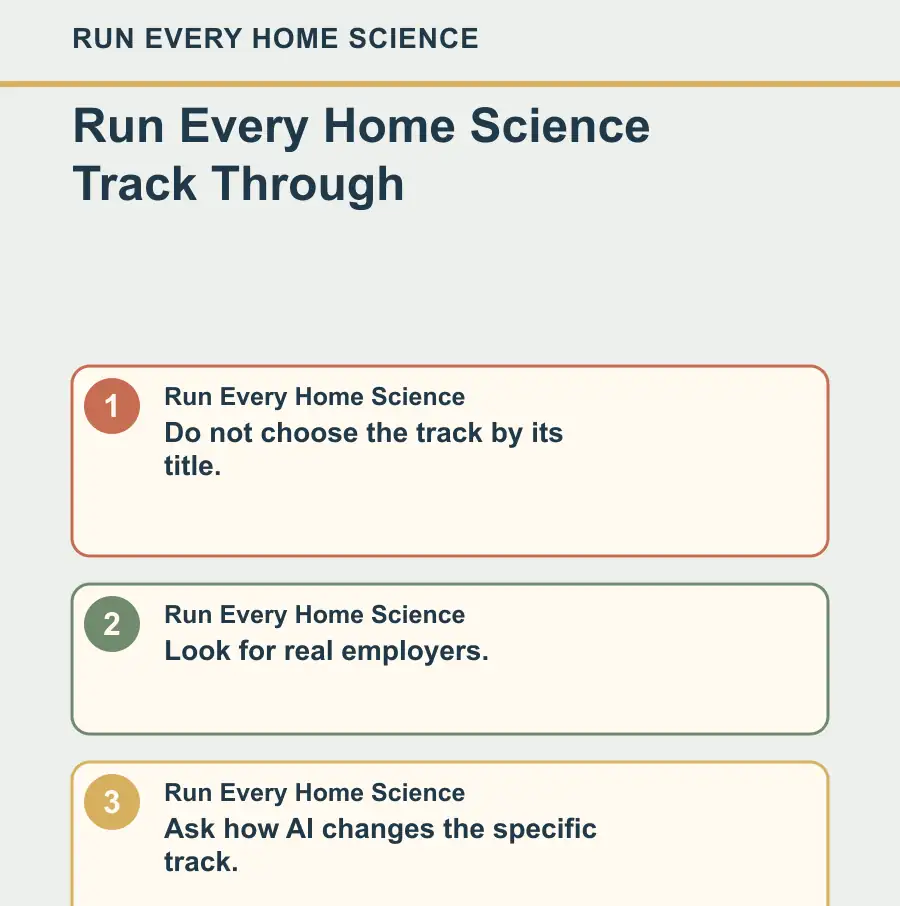 RUN EVERY HOME SCIENCE
Run Every Home Science
Track Through
1
Run Every Home Science
Do not choose the track by its
title.
2
Run Every Home Science
Look for real employers.
3
Run Every Home Science
Ask how AI changes the specific
track.